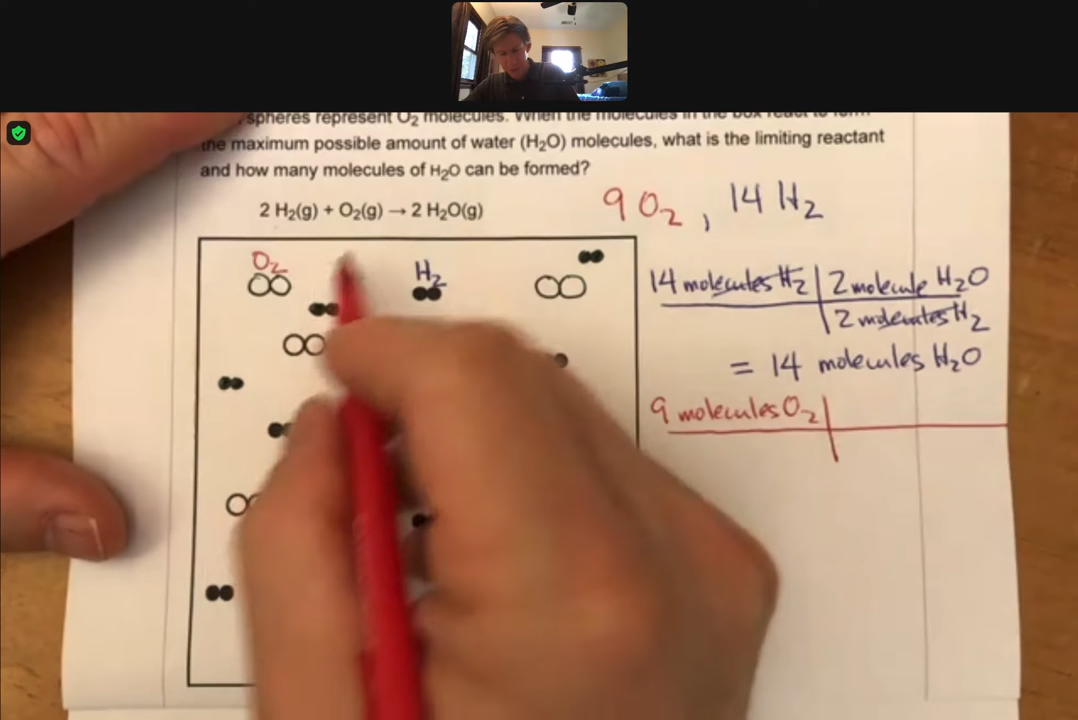 spheres represent O₂ molecules. When the molecules in the box react to form
the maximum possible amount of water (H₂O) molecules, what is the limiting reactant
and how many molecules of H₂O can be formed?
2 H₂(g) + O₂(g) → 2 H₂O(g)
9 O₂, 14 H₂
O₂
H₂
14 molecules H₂ | 2 molecule H₂O
2 molecules H₂
= 14 molecules H₂O
9 molecules O₂